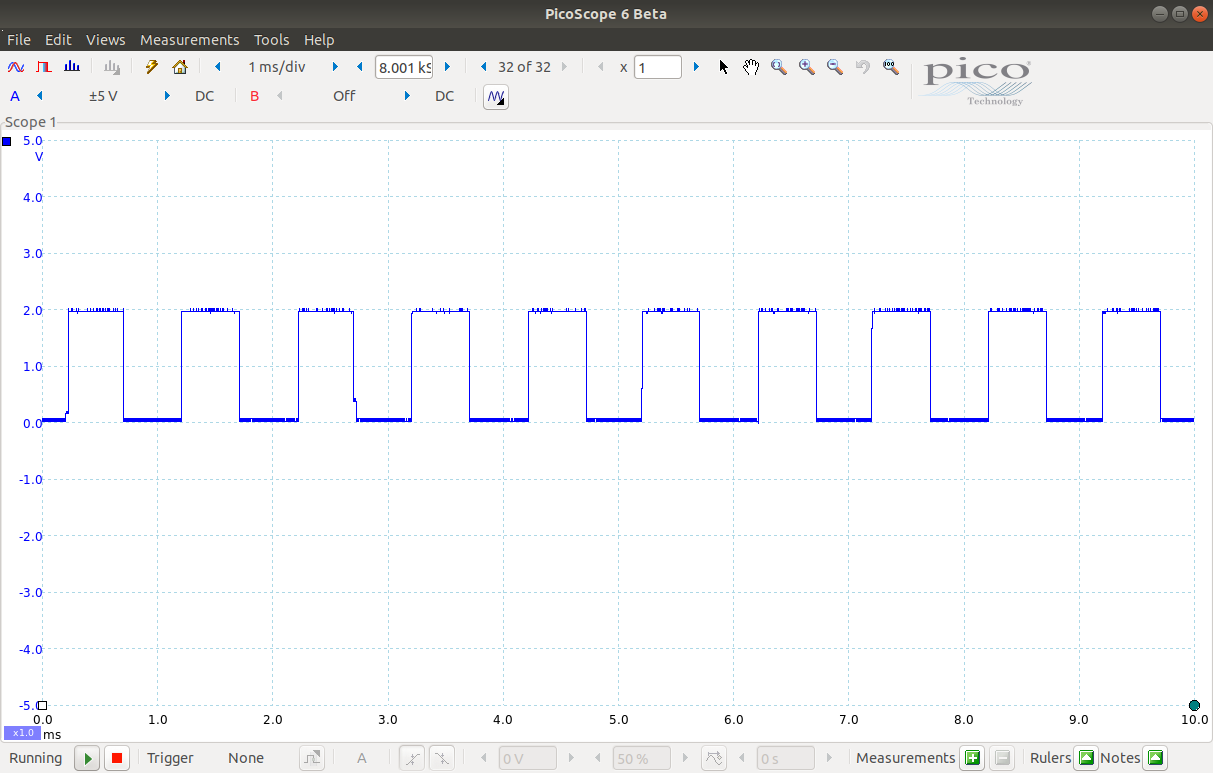 PicoScope 6 Beta
File Edit Views Measurements Tools Help
1 ms/div 8.001 kS 32 of 32 x 1
A ±5 V DC B Off DC
pico®
Technology
Scope 1
5.0
V
4.0
3.0
2.0
1.0
0.0
-1.0
-2.0
-3.0
-4.0
-5.0
0.0 1.0 2.0 3.0 4.0 5.0 6.0 7.0 8.0 9.0 10.0
x1.0 ms
Running Trigger None A 0 V 50 % 0 s Measurements Rulers Notes